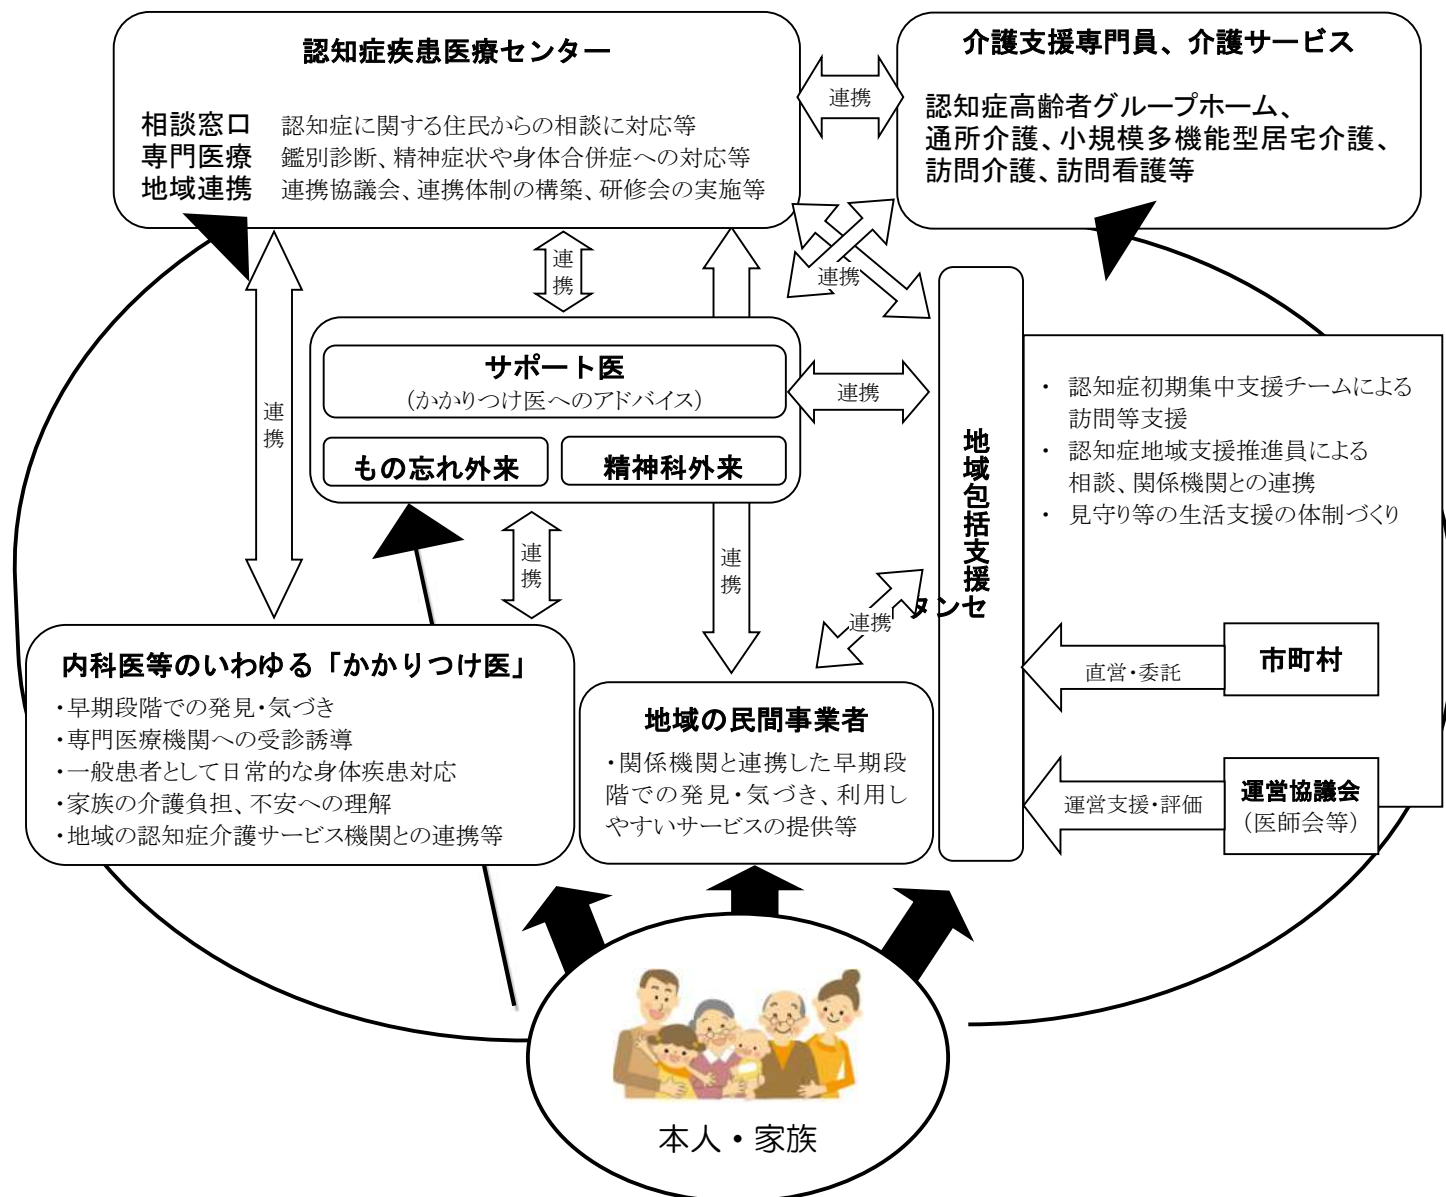 認知症疾患医療センター
相談窓口 認知症に関する住民からの相談に対応等
専門医療 鑑別診断、精神症状や身体合併症への対応等
地域連携 連携協議会、連携体制の構築、研修会の実施等
連携
介護支援専門員、介護サービス
認知症高齢者グループホーム、
通所介護、小規模多機能型居宅介護、
訪問介護、訪問看護等
連携
連携
連携
サポート医
(かかりつけ医へのアドバイス)
もの忘れ外来
精神科外来
連携
地域包括支援
タンセ
・ 認知症初期集中支援チームによる
訪問等支援
・ 認知症地域支援推進員による
相談、関係機関との連携
・ 見守り等の生活支援の体制づくり
連携
連携
連携
内科医等のいわゆる「かかりつけ医」
・早期段階での発見・気づき
・専門医療機関への受診誘導
・一般患者として日常的な身体疾患対応
・家族の介護負担、不安への理解
・地域の認知症介護サービス機関との連携等
地域の民間事業者
・関係機関と連携した早期段
階での発見・気づき、利用し
やすいサービスの提供等
直営・委託
市町村
運営支援・評価
運営協議会
（医師会等）
本人・家族